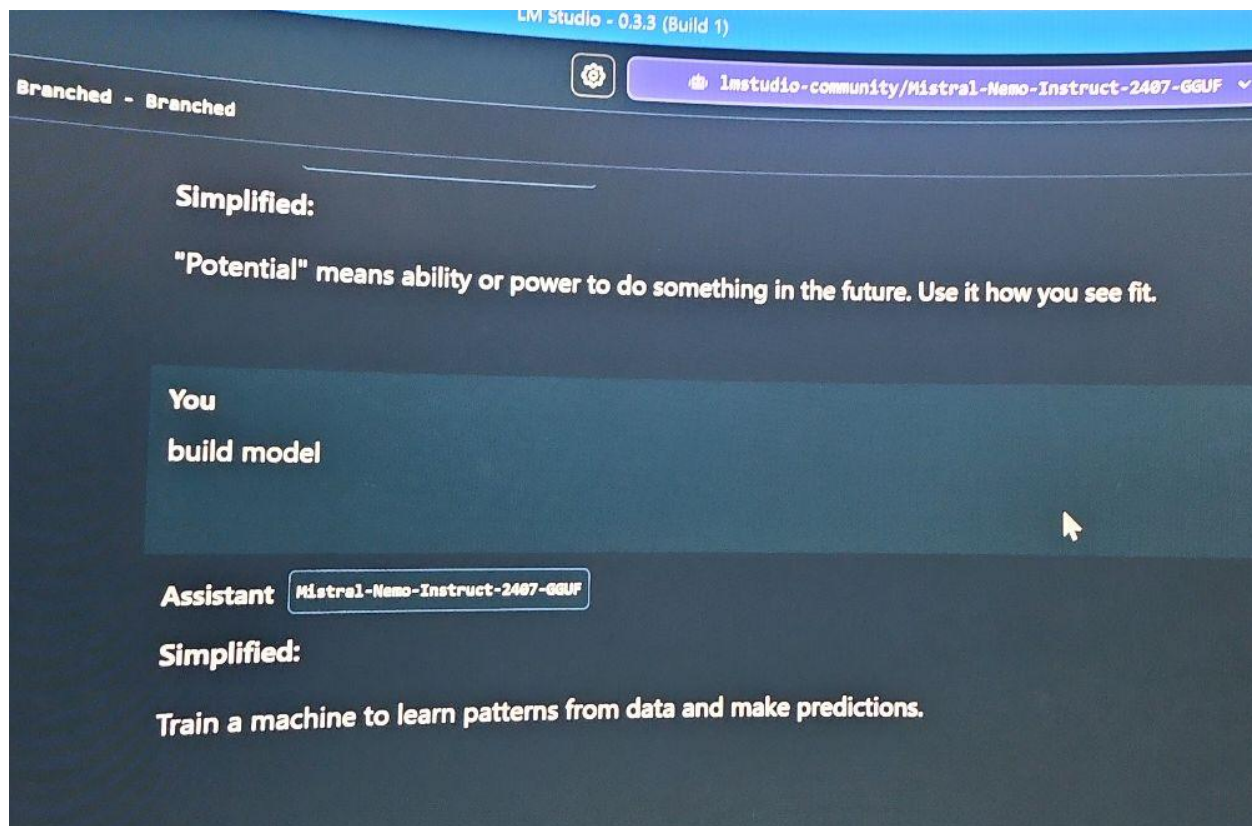 LM Studio - 0.3.3 (Build 1)
lmstudio-community/Mistral-Nemo-Instruct-2407-GGUF
Branched - Branched
Simplified:
"Potential" means ability or power to do something in the future. Use it how you see fit.
You
build model
Assistant Mistral-Nemo-Instruct-2407-GGUF
Simplified:
Train a machine to learn patterns from data and make predictions.